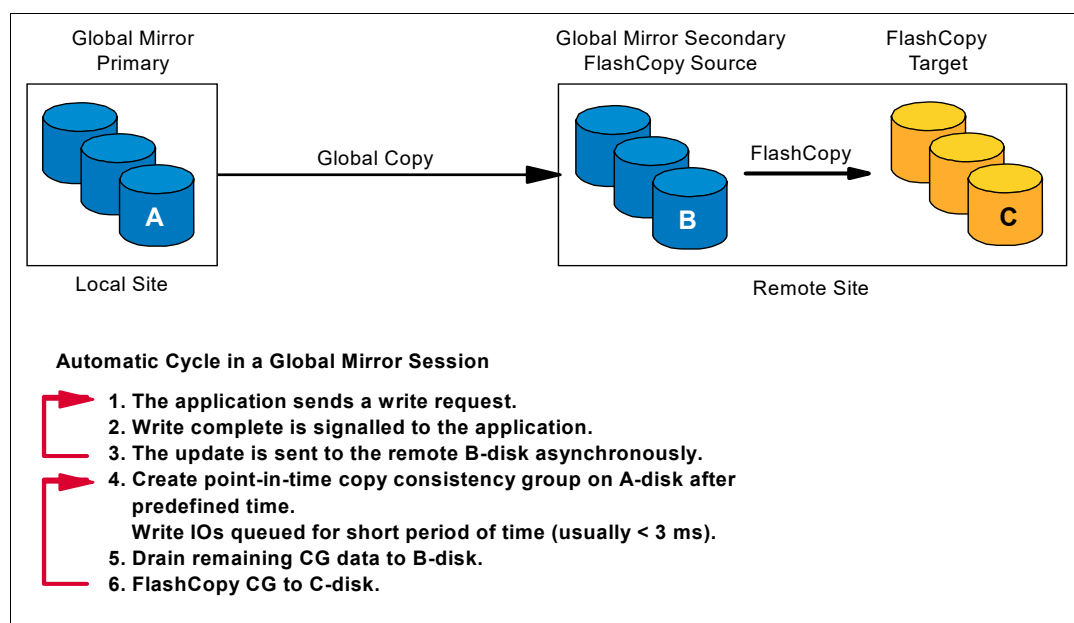 Global Mirror
Primary
Global Mirror Secondary
FlashCopy Source
FlashCopy
Target
Global Copy
FlashCopy
A
B
C
Local Site
Remote Site
Automatic Cycle in a Global Mirror Session
1. The application sends a write request.
2. Write complete is signalled to the application.
3. The update is sent to the remote B-disk asynchronously.
4. Create point-in-time copy consistency group on A-disk after
predefined time.
Write IOs queued for short period of time (usually < 3 ms).
5. Drain remaining CG data to B-disk.
6. FlashCopy CG to C-disk.